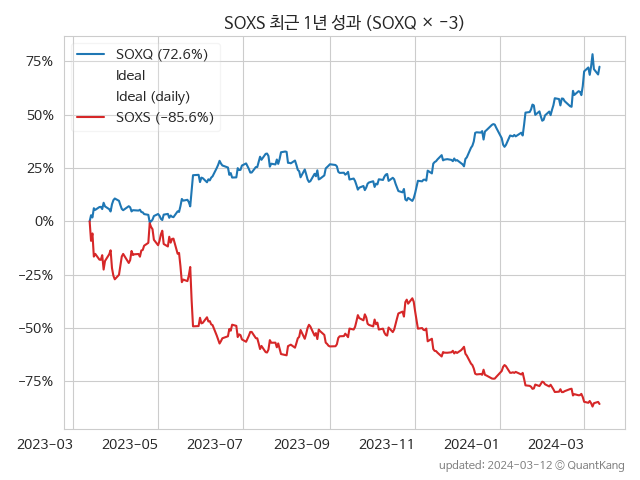 SOXS 최근 1년 성과 (SOXQ × -3)
SOXQ (72.6%)
Ideal
Ideal (daily)
SOXS (-85.6%)
75%
50%
25%
0%
-25%
-50%
-75%
2023-03 2023-05 2023-07 2023-09 2023-11 2024-01 2024-03
updated: 2024-03-12 © QuantKang